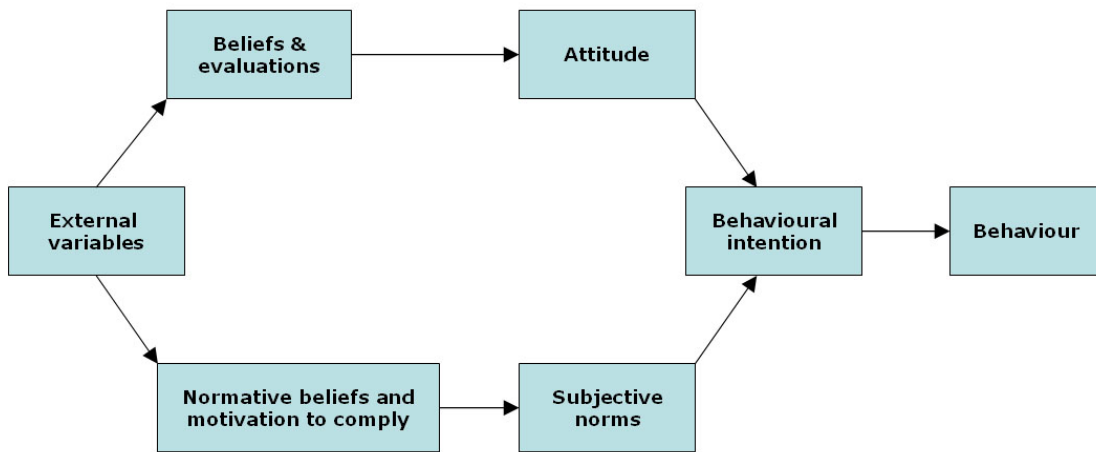 Beliefs &
evaluations
Attitude
External
variables
Behavioural
intention
Behaviour
Normative beliefs and
motivation to comply
Subjective
norms